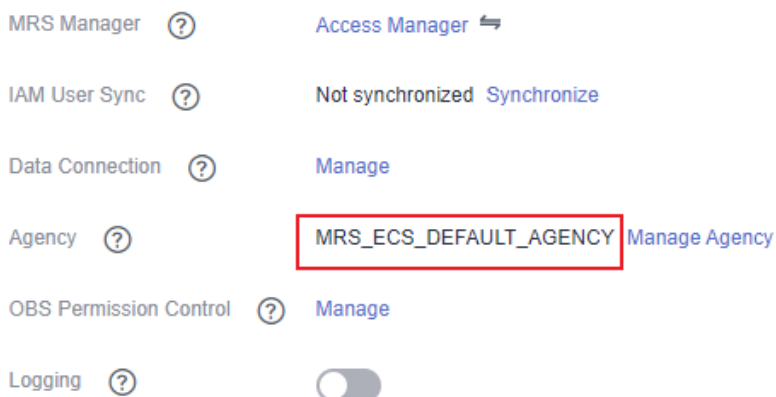 MRS Manager ? Access Manager ⇋
IAM User Sync ? Not synchronized Synchronize
Data Connection ? Manage
Agency ? MRS_ECS_DEFAULT_AGENCY Manage Agency
OBS Permission Control ? Manage
Logging ?